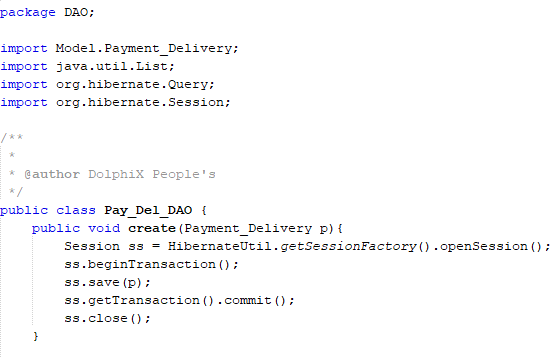 package DAO;
import Model.Payment_Delivery;
import java.util.List;
import org.hibernate.Query;
import org.hibernate.Session;
/**
 *
 * @author DolphiX People's
 */
public class Pay_Del_DAO {
    public void create(Payment_Delivery p){
        Session ss = HibernateUtil.getSessionFactory().openSession();
        ss.beginTransaction();
        ss.save(p);
        ss.getTransaction().commit();
        ss.close();
    }